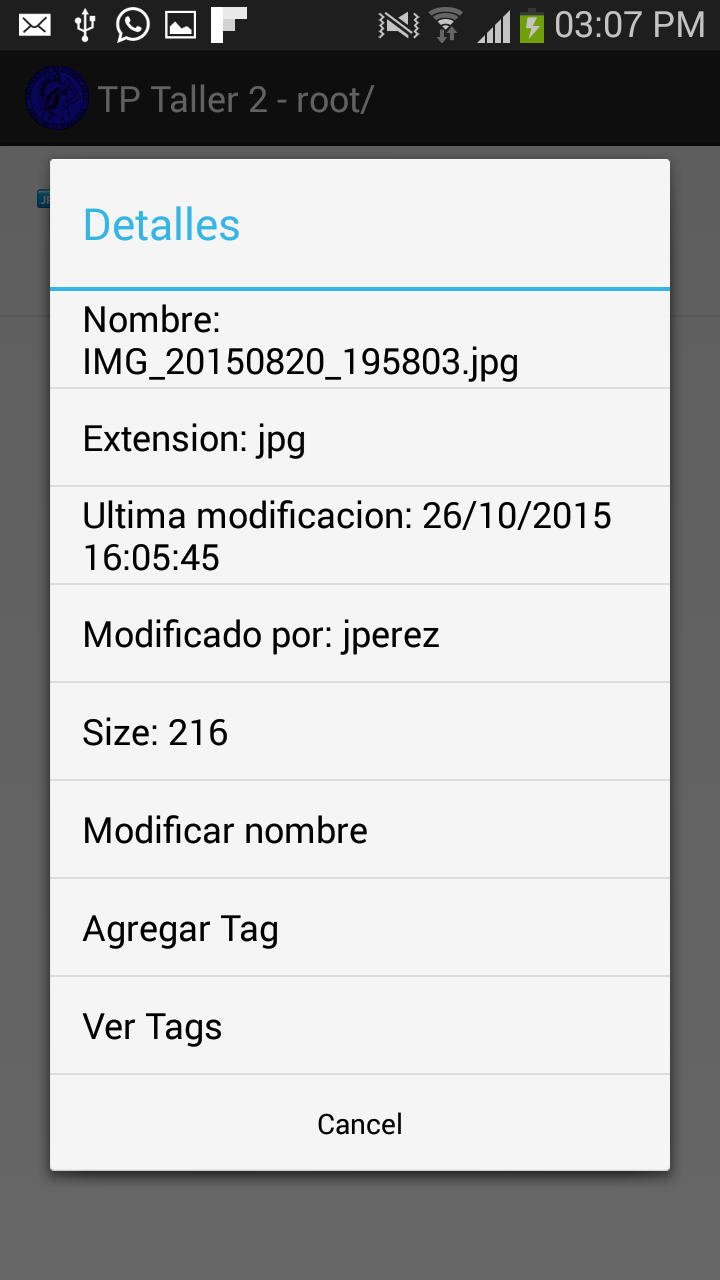 03:07 PM
TP Taller 2 - root/
Detalles
Nombre:
IMG_20150820_195803.jpg
Extension: jpg
Ultima modificacion: 26/10/2015
16:05:45
Modificado por: jperez
Size: 216
Modificar nombre
Agregar Tag
Ver Tags
Cancel